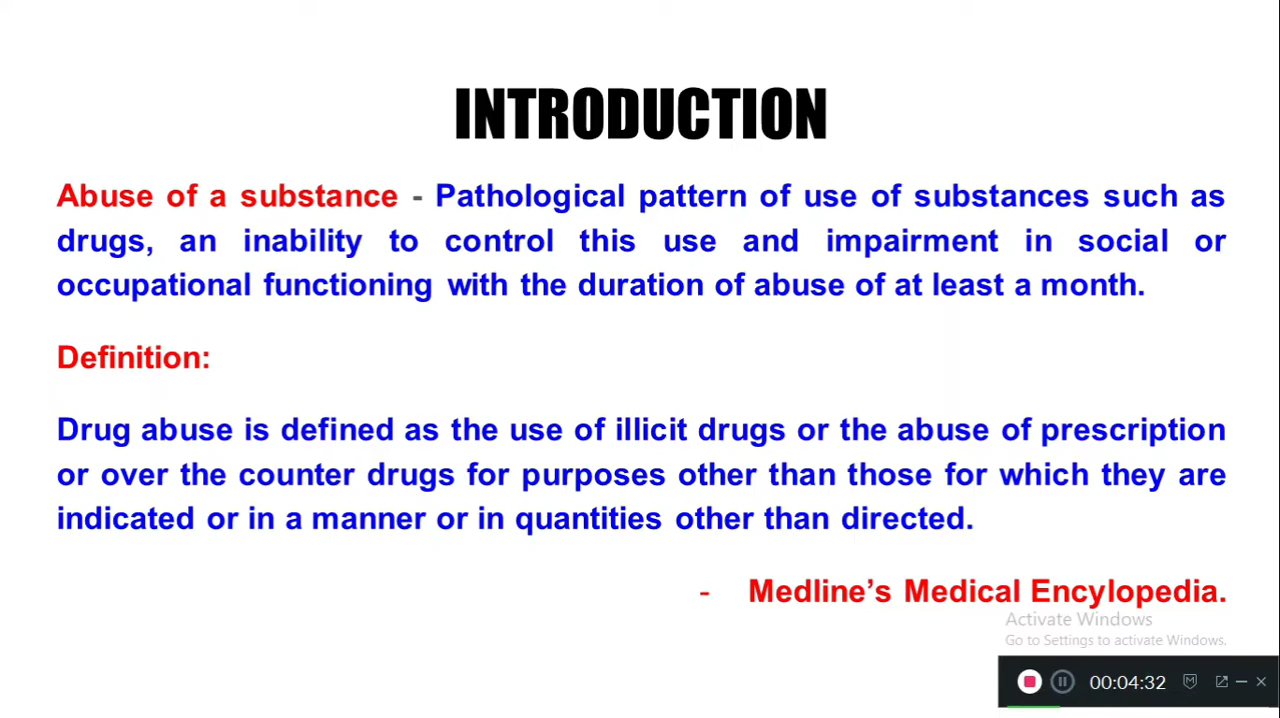 INTRODUCTION
Abuse of a substance - Pathological pattern of use of substances such as
drugs, an inability to control this use and impairment in social or
occupational functioning with the duration of abuse of at least a month.
Definition:
Drug abuse is defined as the use of illicit drugs or the abuse of prescription
or over the counter drugs for purposes other than those for which they are
indicated or in a manner or in quantities other than directed.
- Medline’s Medical Encylopedia.
Activate Windows
Go to Settings to activate Windows.
00:04:32